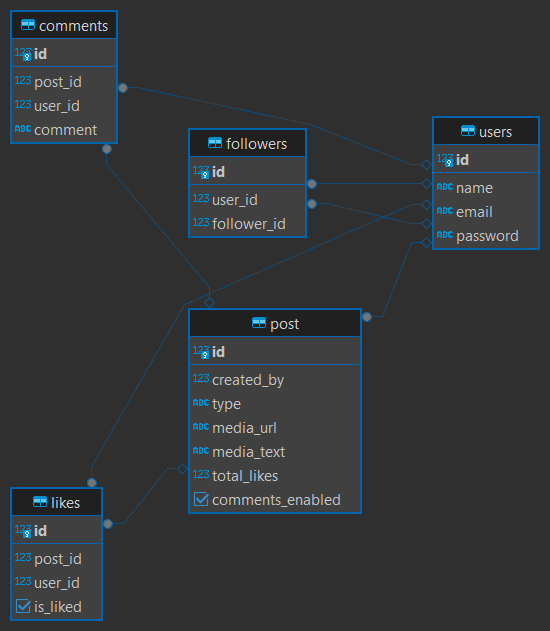 comments
123 id
123 post_id
123 user_id
ABC comment
followers
123 id
123 user_id
123 follower_id
users
123 id
ABC name
ABC email
ABC password
post
123 id
123 created_by
ABC type
ABC media_url
ABC media_text
123 total_likes
comments_enabled
likes
123 id
123 post_id
123 user_id
is_liked